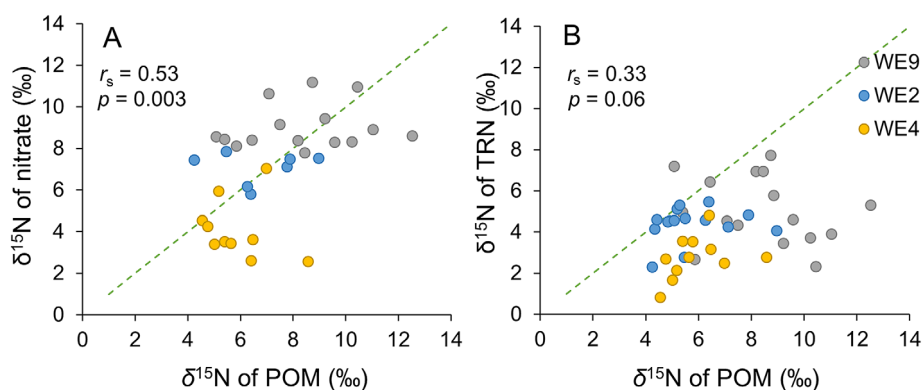 A
r_s = 0.53
p = 0.003
δ¹⁵N of nitrate (‰)
14
12
10
8
6
4
2
0
0 2 4 6 8 10 12 14
δ¹⁵N of POM (‰)
B
r_s = 0.33
p = 0.06
δ¹⁵N of TRN (‰)
14
12
10
8
6
4
2
0
0 2 4 6 8 10 12 14
δ¹⁵N of POM (‰)
WE9
WE2
WE4